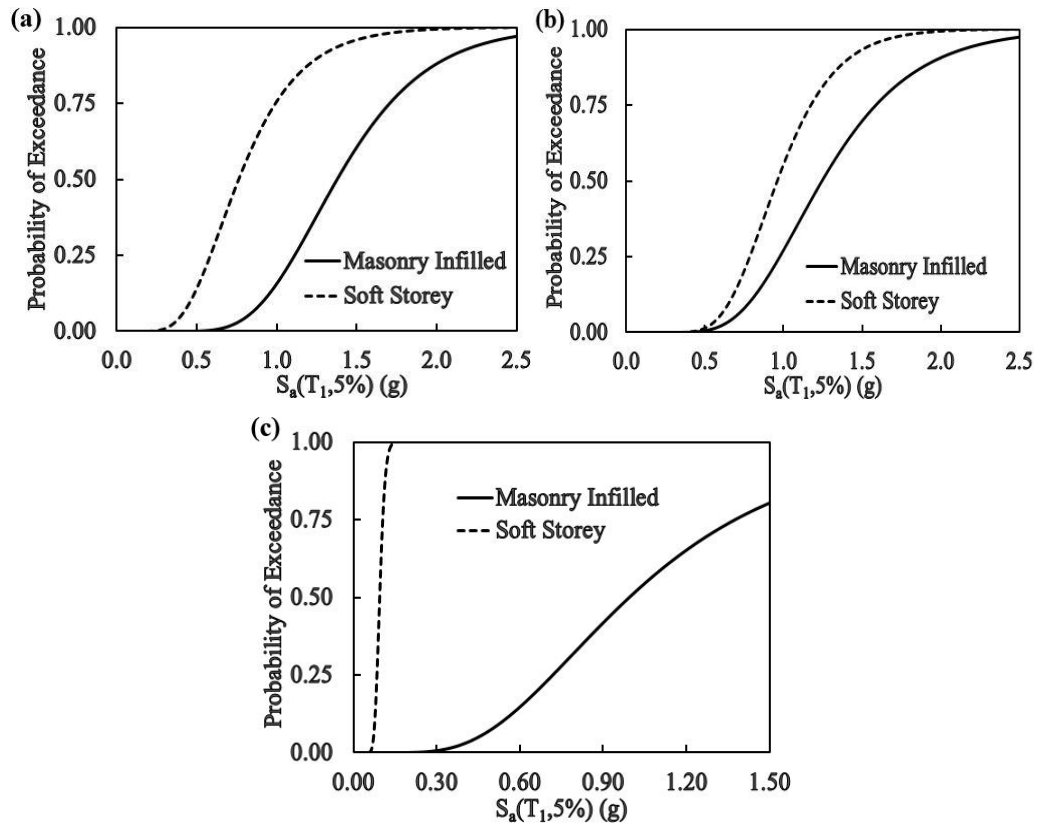 (a)
Probability of Exceedance
1.00
0.75
0.50
0.25
0.00
Masonry Infilled
Soft Storey
0.0 0.5 1.0 1.5 2.0 2.5
Sa(T1,5%) (g)
(b)
Probability of Exceedance
1.00
0.75
0.50
0.25
0.00
Masonry Infilled
Soft Storey
0.0 0.5 1.0 1.5 2.0 2.5
Sa(T1,5%) (g)
(c)
Probability of Exceedance
1.00
0.75
0.50
0.25
0.00
Masonry Infilled
Soft Storey
0.00 0.30 0.60 0.90 1.20 1.50
Sa(T1,5%) (g)